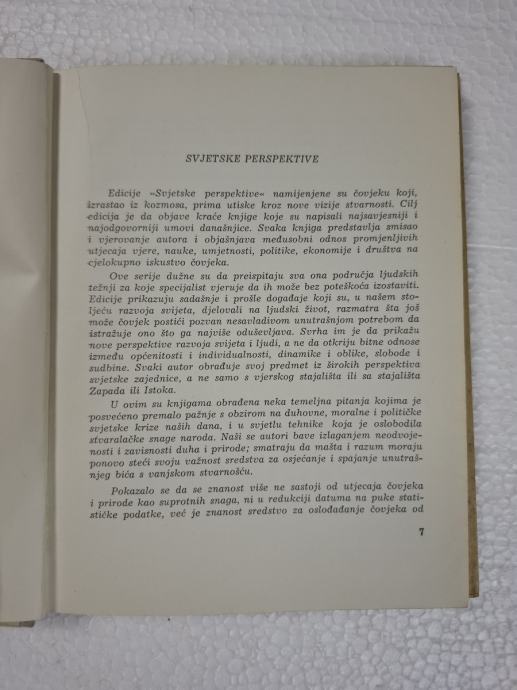 SVJETSKE PERSPEKTIVE
Edicije »Svjetske perspektive« namijenjene su čovjeku koji,
izrastao iz kozmosa, prima utiske kroz nove vizije stvarnosti. Cilj
edicija je da objave kraće knjige koje su napisali najsavjesniji i
najodgovorniji umovi današnjice. Svaka knjiga predstavlja smisao
i vjerovanje autora i objašnjava međusobni odnos promjenljivih
utjecaja vjere, nauke, umjetnosti, politike, ekonomije i društva na
cjelokupno iskustvo čovjeka.
Ove serije dužne su da preispitaju sva ona područja ljudskih
težnji za koje specijalist vjeruje da ih može bez poteškoća izostaviti.
Edicije prikazuju sadašnje i prošle događaje koji su, u našem sto-
ljeću razvoja svijeta, djelovali na ljudski život, razmatra šta još
može čovjek postići pozvan nesavladivom unutrašnjom potrebom da
istražuje ono što ga najviše oduševljava. Svrha im je da prikažu
nove perspektive razvoja svijeta i ljudi, a ne da otkriju bitne odnose
između općenitosti i individualnosti, dinamike i oblike, slobode i
sudbine. Svaki autor obrađuje svoj predmet iz širokih perspektiva
svjetske zajednice, a ne samo s vjerskog stajališta ili sa stajališta
Zapada ili Istoka.
U ovim su knjigama obrađena neka temeljna pitanja kojima je
posvećeno premalo pažnje s obzirom na duhovne, moralne i političke
svjetske krize naših dana, i u svjetlu tehnike koja je oslobodila
stvaralačke snage naroda. Naši se autori bave izlaganjem neodvoje-
nosti i zavisnosti duha i prirode; smatraju da mašta i razum moraju
ponovo steći svoju važnost sredstva za osjećanje i spajanje unutraš-
njeg bića s vanjskom stvarnošću.
Pokazalo se da se znanost više ne sastoji od utjecaja čovjeka
i prirode kao suprotnih snaga, ni u redukciji datuma na puke stati-
stičke podatke, već je znanost sredstvo za oslođađanje čovjeka od
7